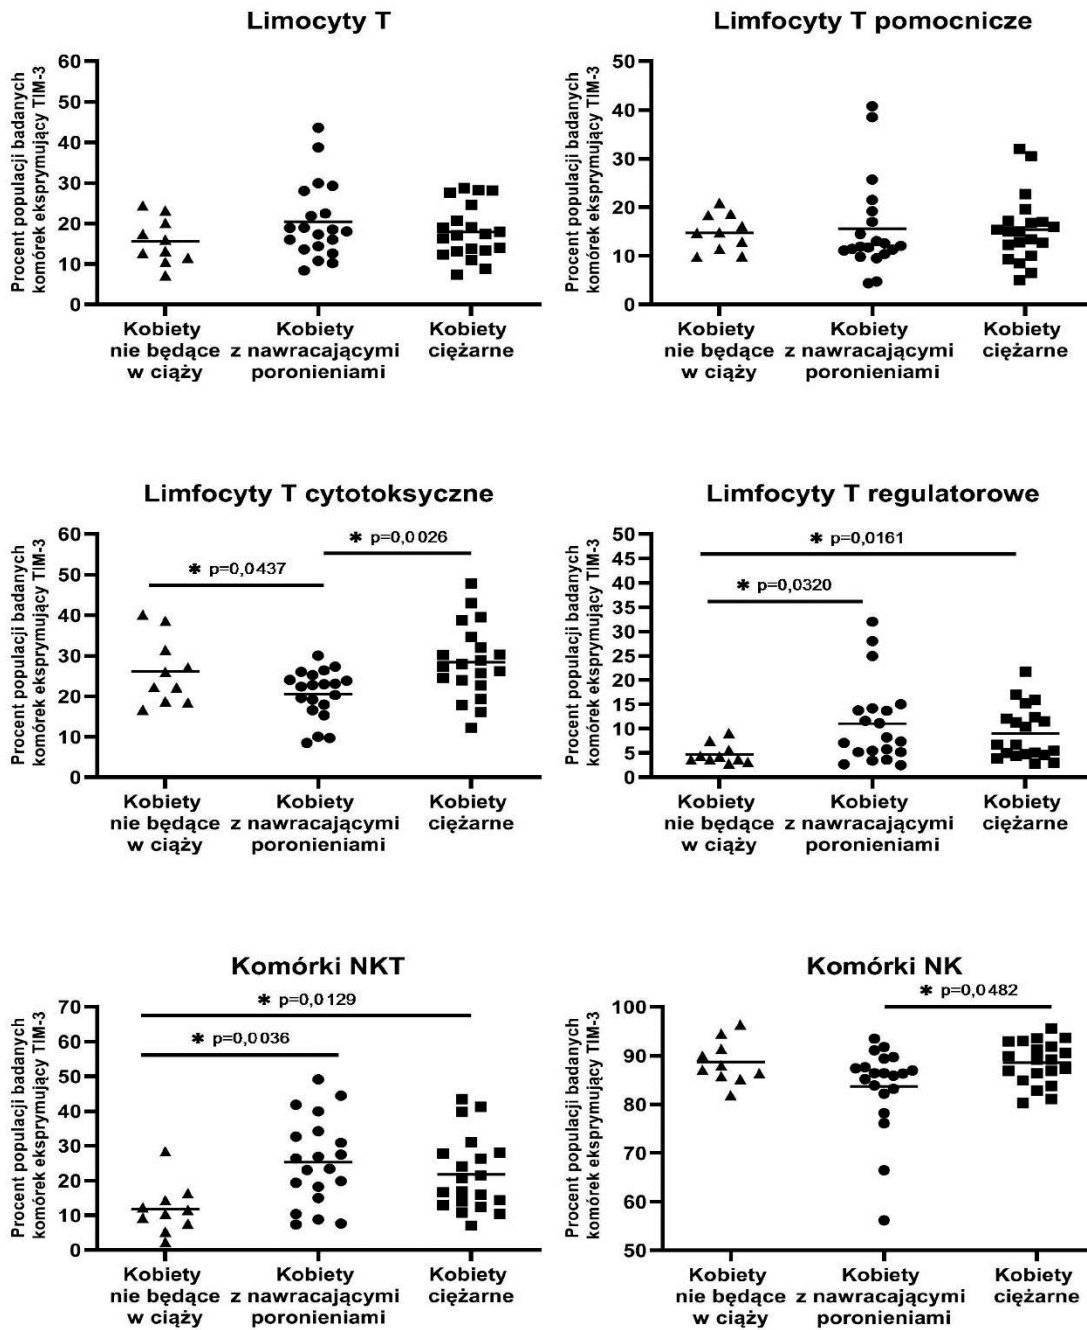 Limocyty T
Procent populacji badanych
komórek eksprymujący TIM-3
60
50
40
30
20
10
0
Kobiety
nie będące
w ciąży
Kobiety
z nawracającymi
poronieniami
Kobiety
ciężarne
Limfocyty T pomocnicze
Procent populacji badanych
komórek eksprymujący TIM-3
50
40
30
20
10
0
Kobiety
nie będące
w ciąży
Kobiety
z nawracającymi
poronieniami
Kobiety
ciężarne
Limfocyty T cytotoksyczne
Procent populacji badanych
komórek eksprymujący TIM-3
60
50
40
30
20
10
0
* p=0,0026
* p=0,0437
Kobiety
nie będące
w ciąży
Kobiety
z nawracającymi
poronieniami
Kobiety
ciężarne
Limfocyty T regulatorowe
Procent populacji badanych
komórek eksprymujący TIM-3
50
45
40
35
30
25
20
15
10
5
0
* p=0,0161
* p=0,0320
Kobiety
nie będące
w ciąży
Kobiety
z nawracającymi
poronieniami
Kobiety
ciężarne
Komórki NKT
Procent populacji badanych
komórek eksprymujący TIM-3
70
60
50
40
30
20
10
0
* p=0,0129
* p=0,0036
Kobiety
nie będące
w ciąży
Kobiety
z nawracającymi
poronieniami
Kobiety
ciężarne
Komórki NK
Procent populacji badanych
komórek eksprymujący TIM-3
100
90
80
70
60
50
* p=0,0482
Kobiety
nie będące
w ciąży
Kobiety
z nawracającymi
poronieniami
Kobiety
ciężarne